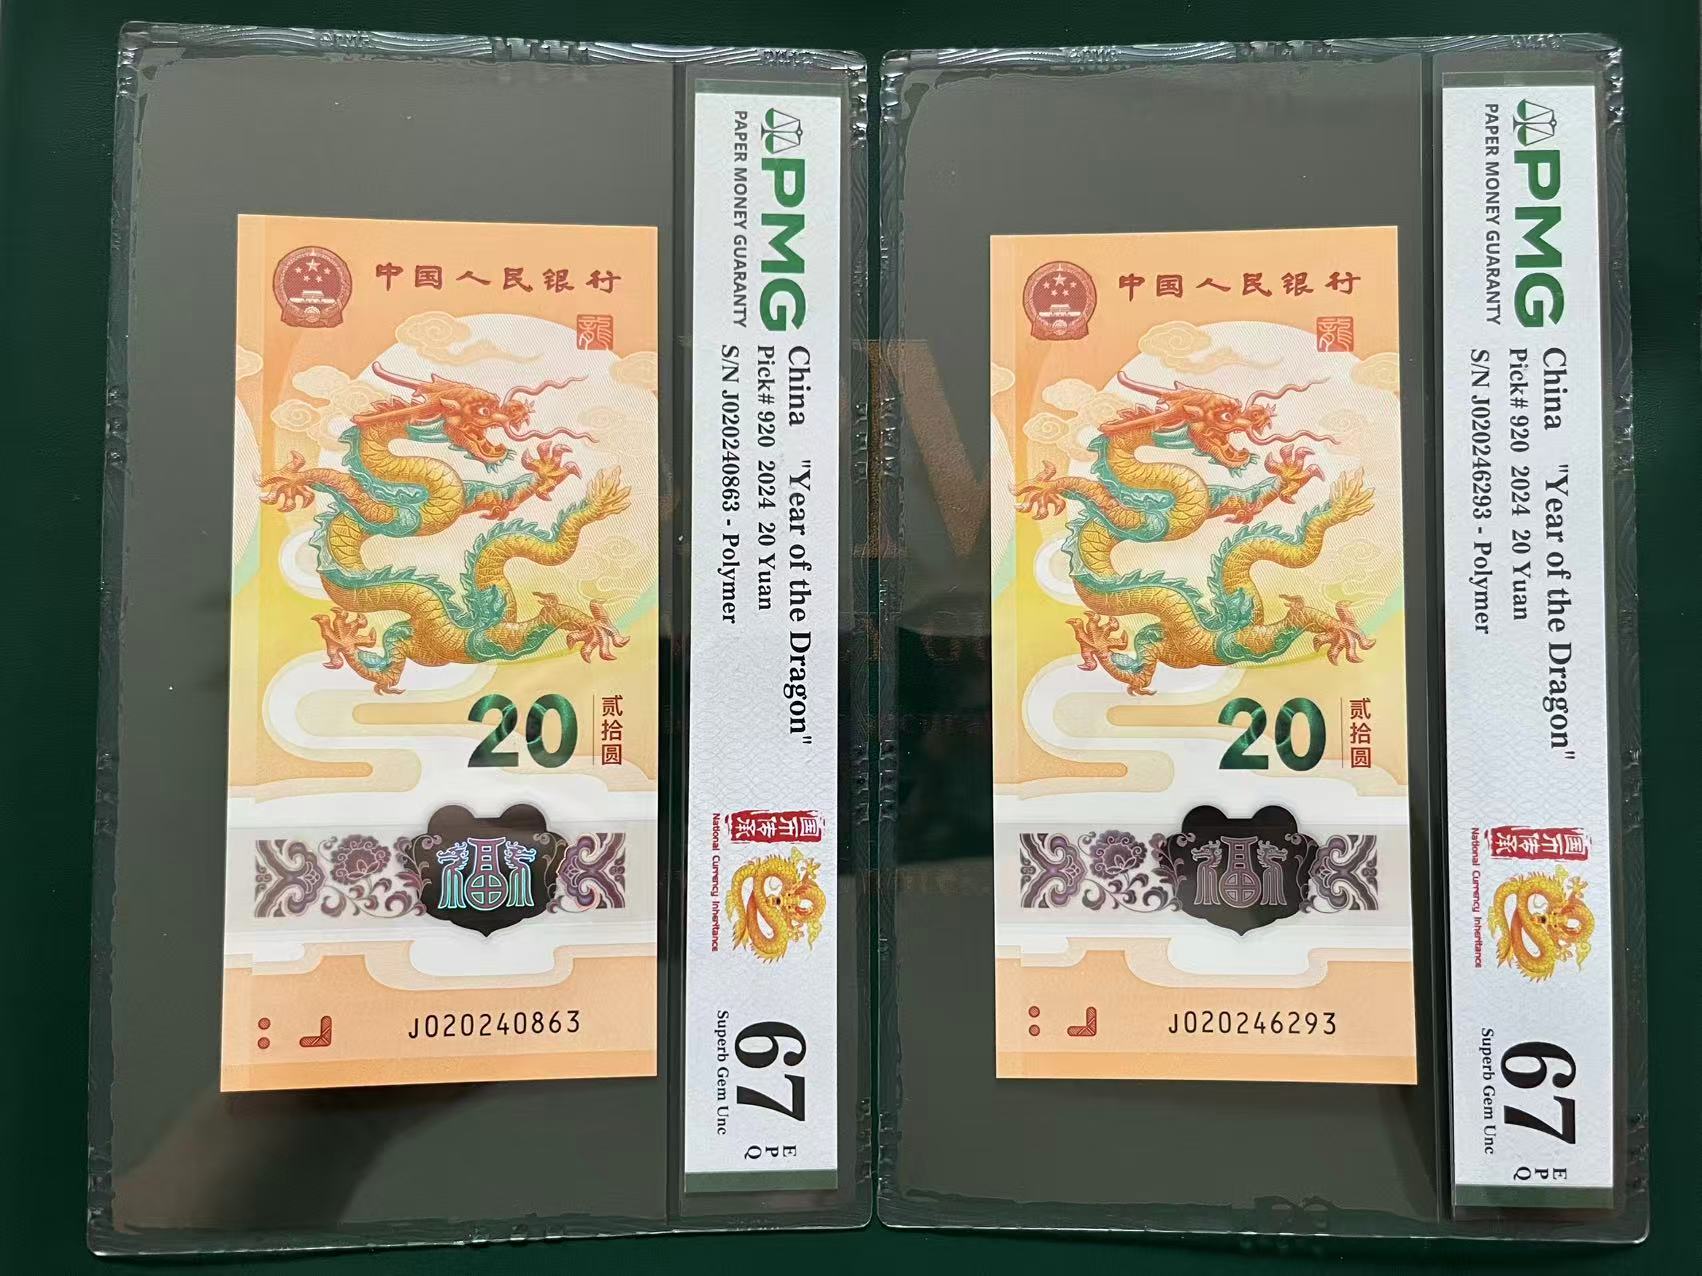 中国人民银行
龍
20
贰拾圆
福
J020240863
PMG
PAPER MONEY GUARANTY
China "Year of the Dragon"
Pick# 920 2024 20 Yuan
S/N J020240863 - Polymer
国币传承
National Currency Inheritance
67 EPQ
Superb Gem Unc
中国人民银行
龍
20
贰拾圆
福
J020246293
PMG
PAPER MONEY GUARANTY
China "Year of the Dragon"
Pick# 920 2024 20 Yuan
S/N J020246293 - Polymer
国币传承
National Currency Inheritance
67 EPQ
Superb Gem Unc